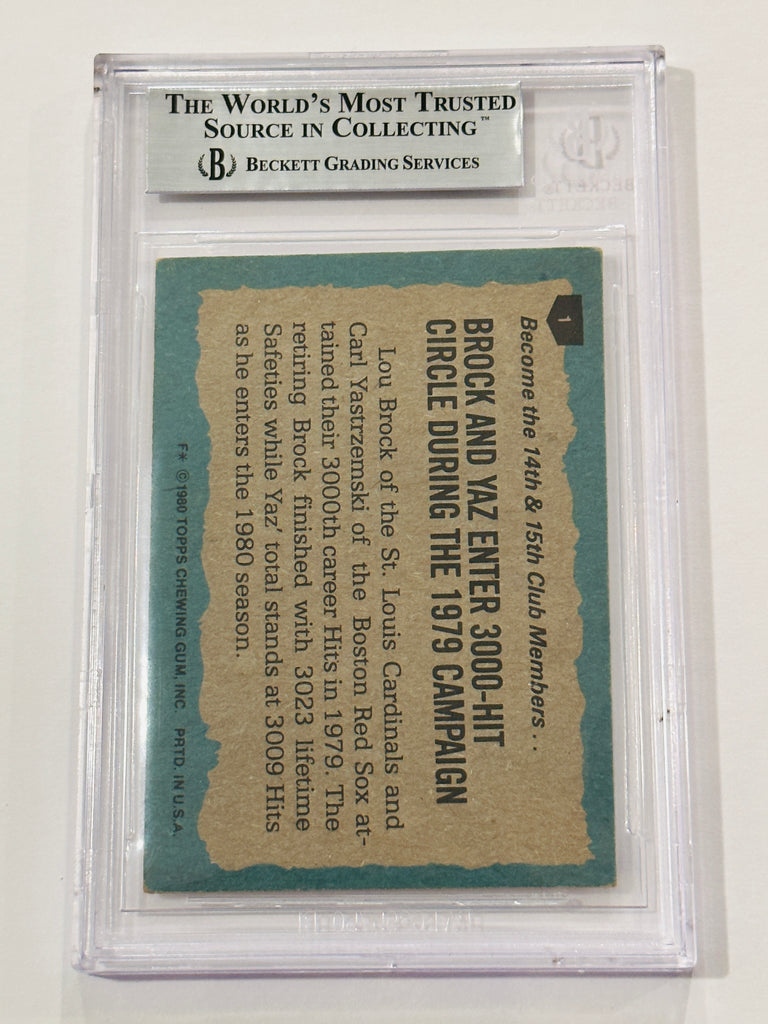 THE WORLD'S MOST TRUSTED
SOURCE IN COLLECTING™
B BECKETT GRADING SERVICES
BECKETT
1
Become the 14th & 15th Club Members . .
BROCK AND YAZ ENTER 3000-HIT
CIRCLE DURING THE 1979 CAMPAIGN
Lou Brock of the St. Louis Cardinals and
Carl Yastrzemski of the Boston Red Sox at-
tained their 3000th career Hits in 1979. The
retiring Brock finished with 3023 lifetime
Safeties while Yaz' total stands at 3009 Hits
as he enters the 1980 season.
F* © 1980 TOPPS CHEWING GUM, INC. PRTD. IN U.S.A.